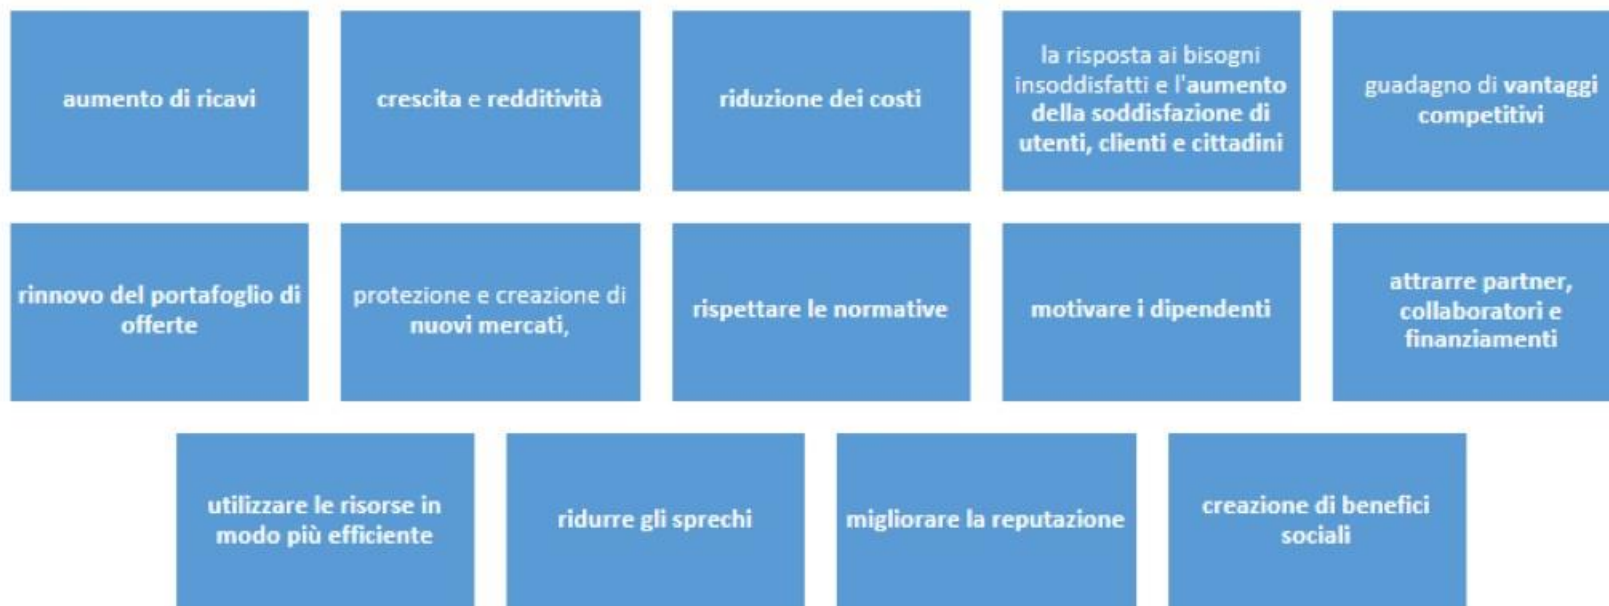 aumento di ricavi
crescita e redditività
riduzione dei costi
la risposta ai bisogni
insoddisfatti e l'aumento
della soddisfazione di
utenti, clienti e cittadini
guadagno di vantaggi
competitivi
rinnovo del portafoglio di
offerte
protezione e creazione di
nuovi mercati,
rispettare le normative
motivare i dipendenti
attrarre partner,
collaboratori e
finanziamenti
utilizzare le risorse in
modo più efficiente
ridurre gli sprechi
migliorare la reputazione
creazione di benefici
sociali